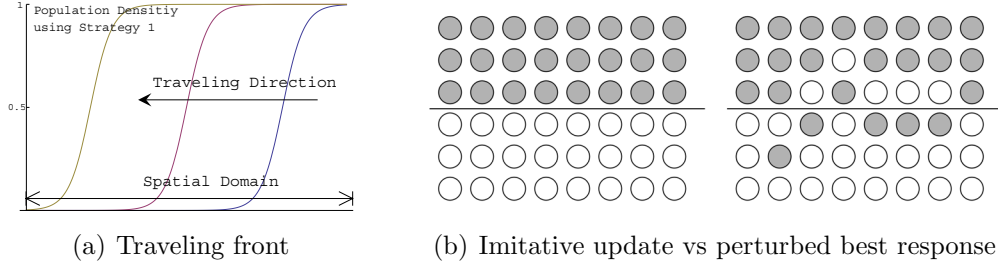 Population Densitiy
using Strategy 1
1
Traveling Direction
0.5
Spatial Domain
(a) Traveling front
(b) Imitative update vs perturbed best response